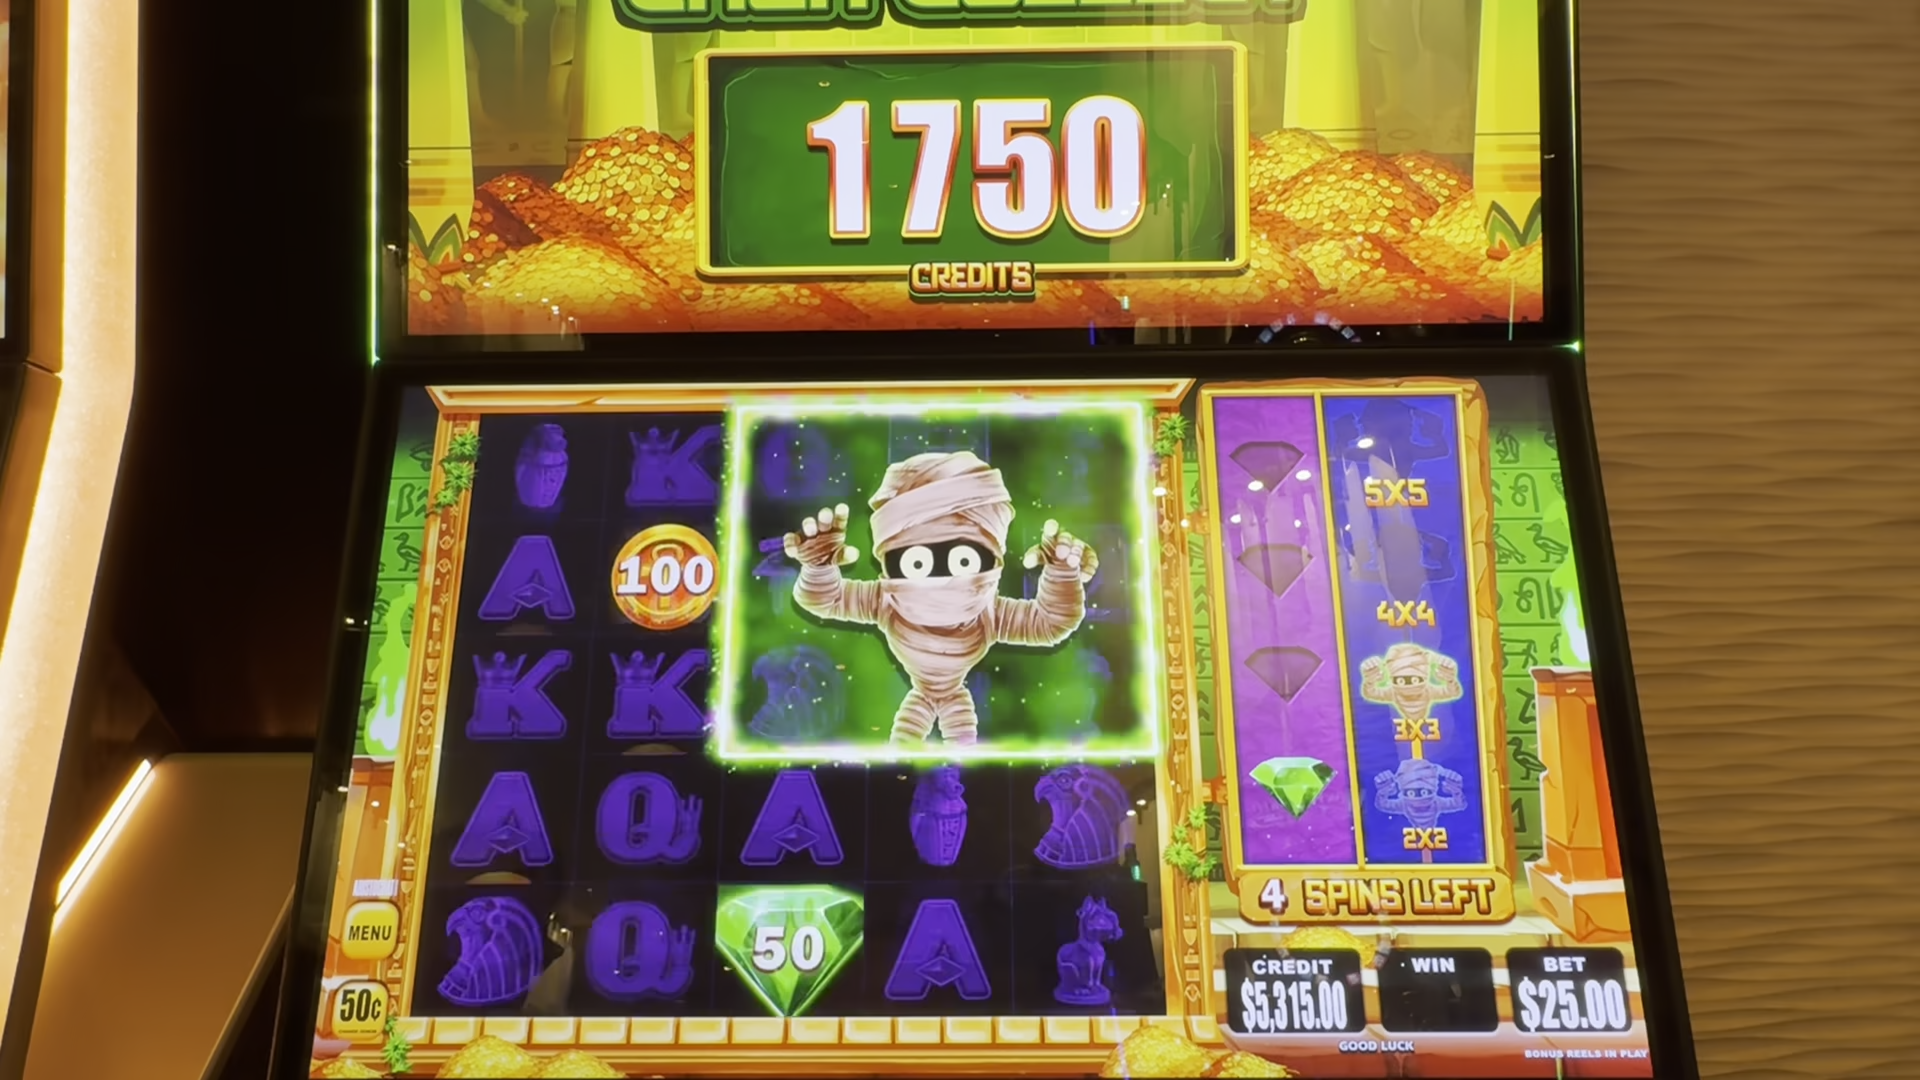 1750
CREDITS
K
A
100
K
K
A
Q
A
Q
50
A
5X5
4X4
3X3
2X2
4 SPINS LEFT
MENU
50¢
CREDIT
$5,315.00
WIN
BET
$25.00
GOOD LUCK
BONUS REELS IN PLAY